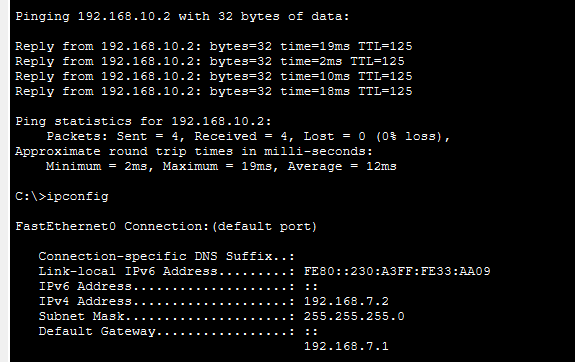 Pinging 192.168.10.2 with 32 bytes of data:
Reply from 192.168.10.2: bytes=32 time=19ms TTL=125
Reply from 192.168.10.2: bytes=32 time=2ms TTL=125
Reply from 192.168.10.2: bytes=32 time=10ms TTL=125
Reply from 192.168.10.2: bytes=32 time=18ms TTL=125
Ping statistics for 192.168.10.2:
Packets: Sent = 4, Received = 4, Lost = 0 (0% loss),
Approximate round trip times in milli-seconds:
Minimum = 2ms, Maximum = 19ms, Average = 12ms
C:\>ipconfig
FastEthernet0 Connection:(default port)
Connection-specific DNS Suffix..:
Link-local IPv6 Address.........: FE80::230:A3FF:FE33:AA09
IPv6 Address....................: ::
IPv4 Address....................: 192.168.7.2
Subnet Mask.....................: 255.255.255.0
Default Gateway.................: ::
192.168.7.1